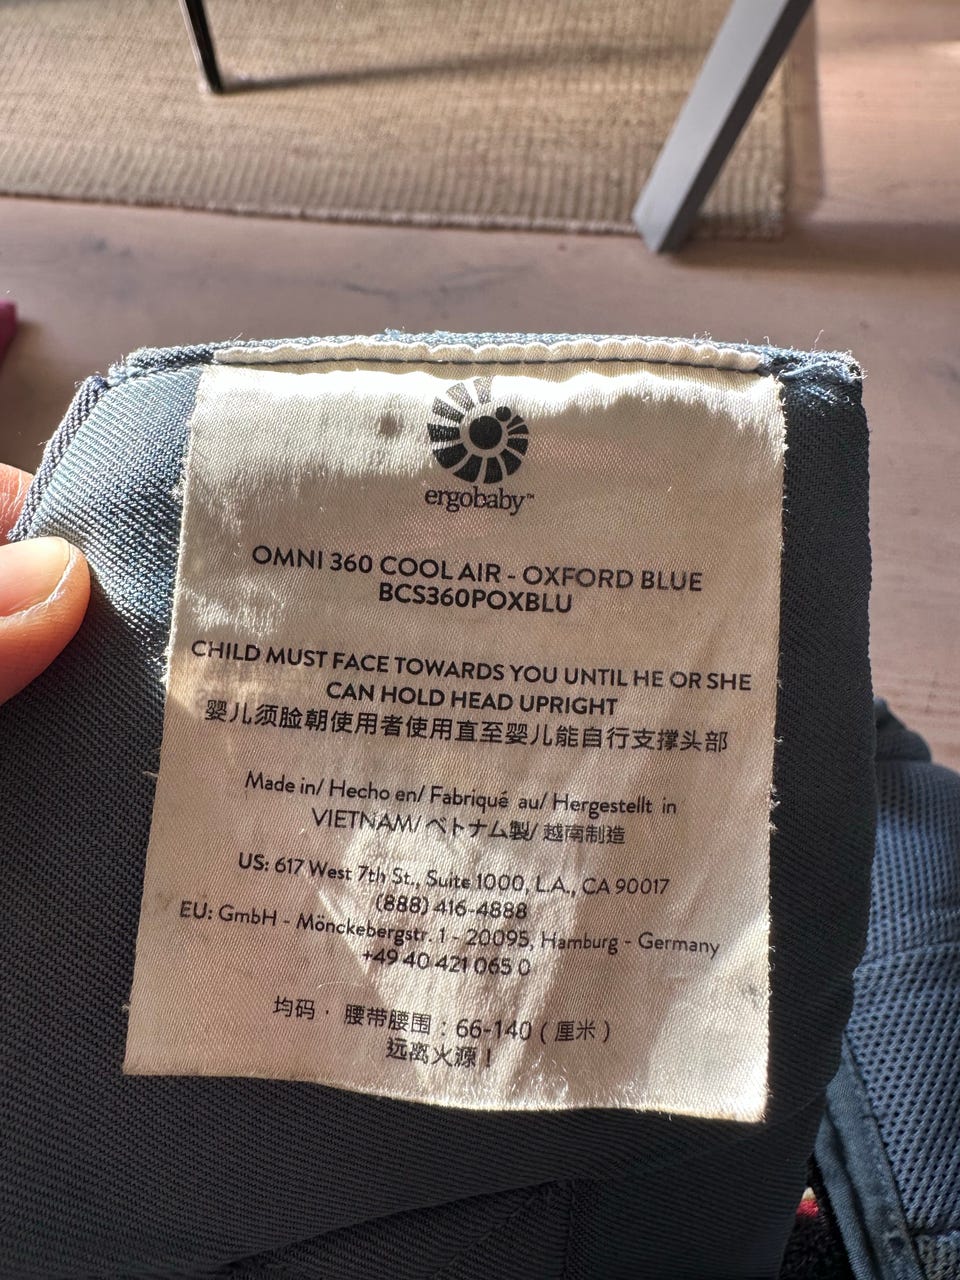 ergobaby™
OMNI 360 COOL AIR - OXFORD BLUE
BCS360POXBLU
CHILD MUST FACE TOWARDS YOU UNTIL HE OR SHE
CAN HOLD HEAD UPRIGHT
婴儿须脸朝使用者使用直至婴儿能自行支撑头部
Made in/ Hecho en/ Fabriqué au/ Hergestellt in
VIETNAM/ ベトナム製/ 越南制造
US: 617 West 7th St., Suite 1000, L.A., CA 90017
(888) 416-4888
EU: GmbH - Mönckebergstr. 1 - 20095, Hamburg - Germany
+49 40 421 065 0
均码 · 腰带腰围：66-140（厘米）
远离火源！